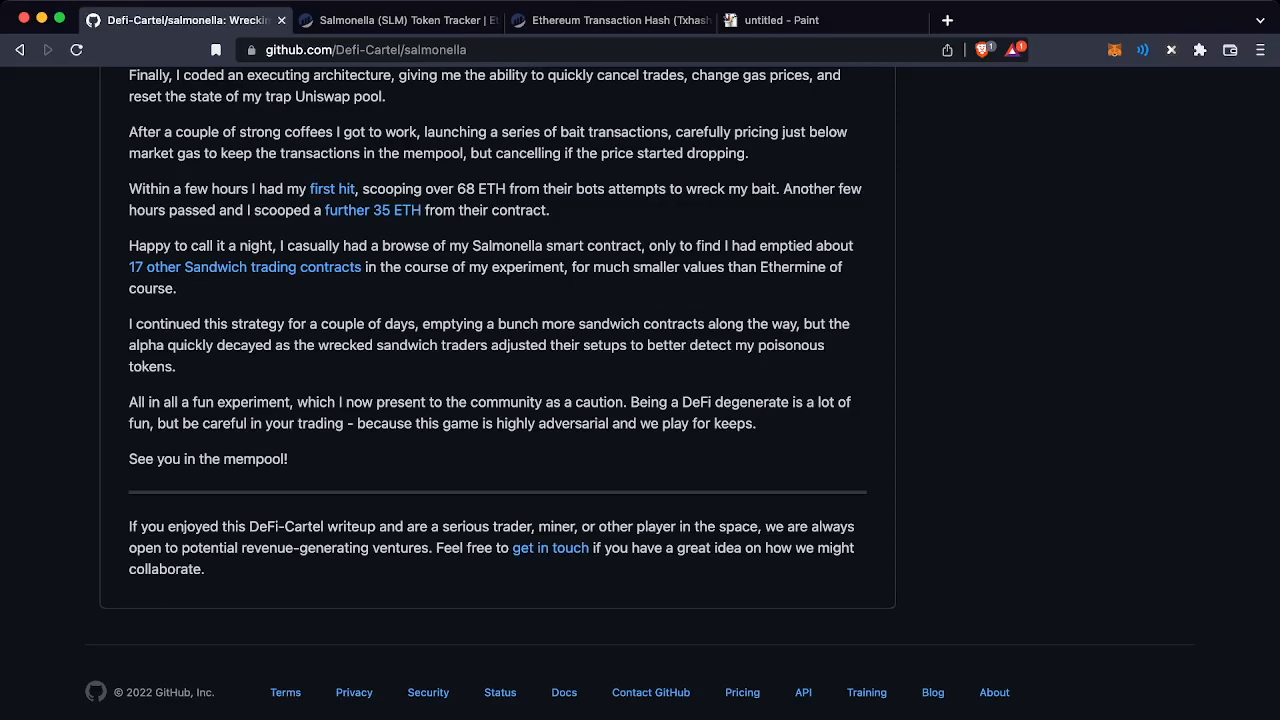 Defi-Cartel/salmonella: Wreckin
Salmonella (SLM) Token Tracker | Et
Ethereum Transaction Hash (Txhash
untitled - Paint
github.com/Defi-Cartel/salmonella
1
1
Finally, I coded an executing architecture, giving me the ability to quickly cancel trades, change gas prices, and
reset the state of my trap Uniswap pool.
After a couple of strong coffees I got to work, launching a series of bait transactions, carefully pricing just below
market gas to keep the transactions in the mempool, but cancelling if the price started dropping.
Within a few hours I had my first hit, scooping over 68 ETH from their bots attempts to wreck my bait. Another few
hours passed and I scooped a further 35 ETH from their contract.
Happy to call it a night, I casually had a browse of my Salmonella smart contract, only to find I had emptied about
17 other Sandwich trading contracts in the course of my experiment, for much smaller values than Ethermine of
course.
I continued this strategy for a couple of days, emptying a bunch more sandwich contracts along the way, but the
alpha quickly decayed as the wrecked sandwich traders adjusted their setups to better detect my poisonous
tokens.
All in all a fun experiment, which I now present to the community as a caution. Being a DeFi degenerate is a lot of
fun, but be careful in your trading - because this game is highly adversarial and we play for keeps.
See you in the mempool!
If you enjoyed this DeFi-Cartel writeup and are a serious trader, miner, or other player in the space, we are always
open to potential revenue-generating ventures. Feel free to get in touch if you have a great idea on how we might
collaborate.
© 2022 GitHub, Inc.
Terms
Privacy
Security
Status
Docs
Contact GitHub
Pricing
API
Training
Blog
About